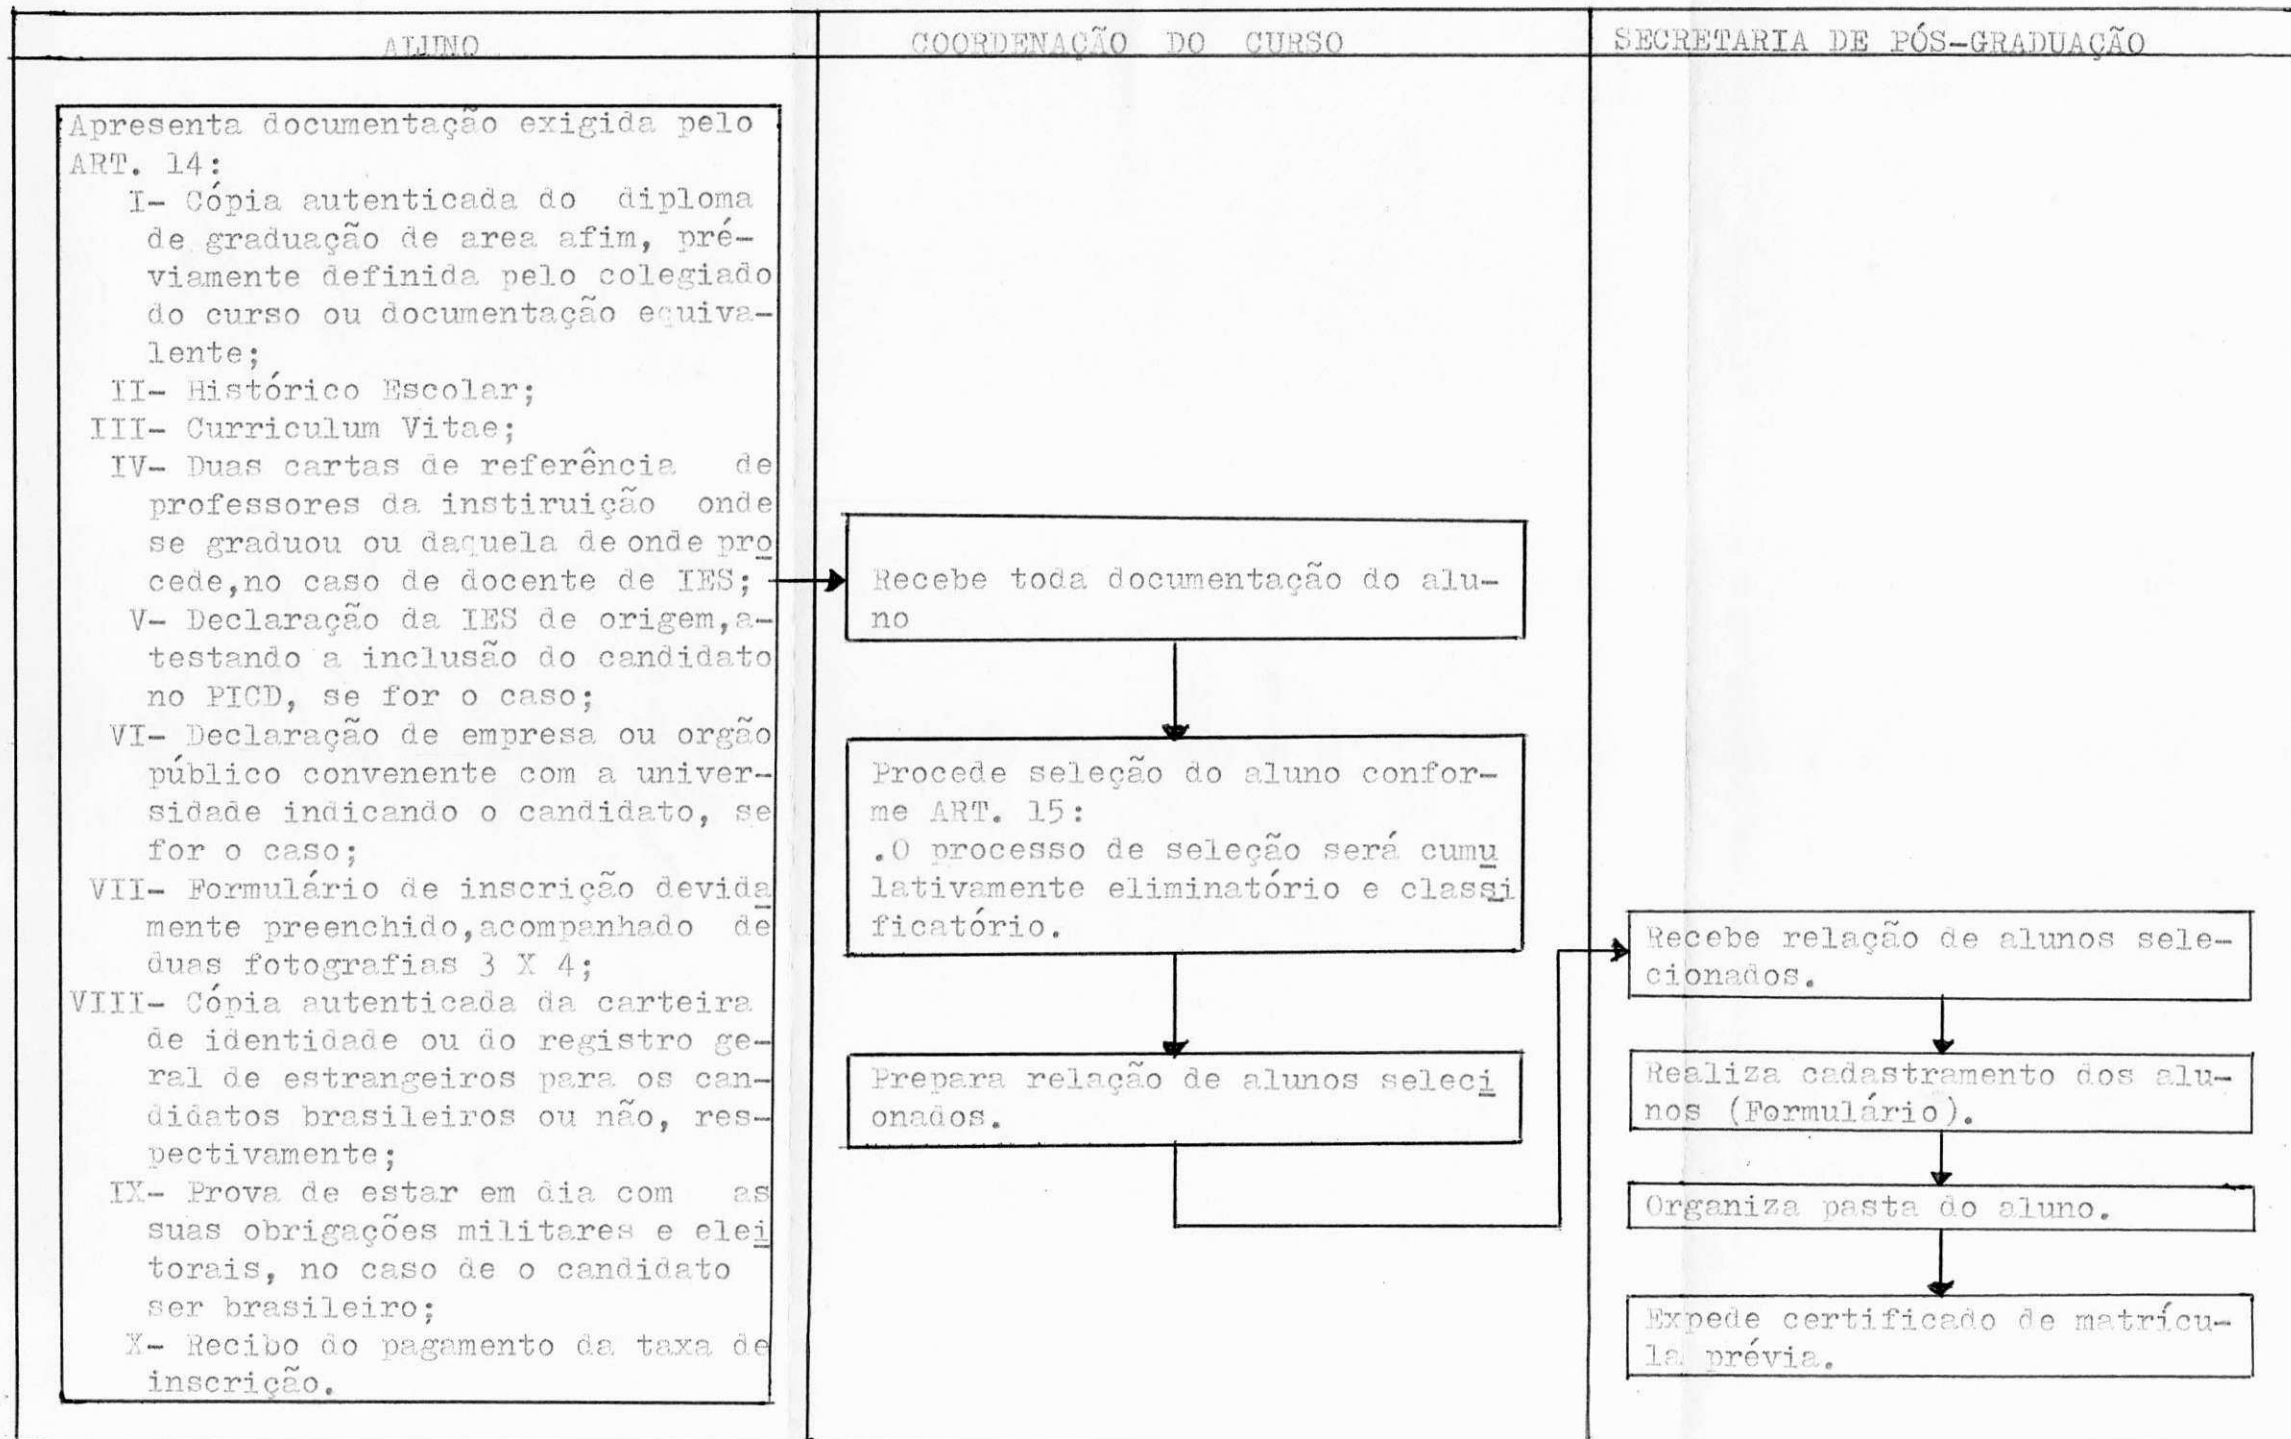 ALUNO
COORDENAÇÃO DO CURSO
SECRETARIA DE PÓS-GRADUAÇÃO
Apresenta documentação exigida pelo
ART. 14:
I- Cópia autenticada do diploma
de graduação de area afim, pré-
viamente definida pelo colegiado
do curso ou documentação equiva-
lente;
II- Histórico Escolar;
III- Curriculum Vitae;
IV- Duas cartas de referência de
professores da instiruição onde
se graduou ou daquela de onde pro
cede,no caso de docente de IES;
V- Declaração da IES de origem,a-
testando a inclusão do candidato
no PICD, se for o caso;
VI- Declaração de empresa ou orgão
público convenente com a univer-
sidade indicando o candidato, se
for o caso;
VII- Formulário de inscrição devida
mente preenchido,acompanhado de
duas fotografias 3 X 4;
VIII- Cópia autenticada da carteira
de identidade ou do registro ge-
ral de estrangeiros para os can-
didatos brasileiros ou não, res-
pectivamente;
IX- Prova de estar em dia com as
suas obrigações militares e elei
torais, no caso de o candidato
ser brasileiro;
X- Recibo do pagamento da taxa de
inscrição.
Recebe toda documentação do alu-
no
Procede seleção do aluno confor-
me ART. 15:
.O processo de seleção será cumu
lativamente eliminatório e classi
ficatório.
Prepara relação de alunos seleci
onados.
Recebe relação de alunos sele-
cionados.
Realiza cadastramento dos alu-
nos (Formulário).
Organiza pasta do aluno.
Expede certificado de matrícu-
la prévia.